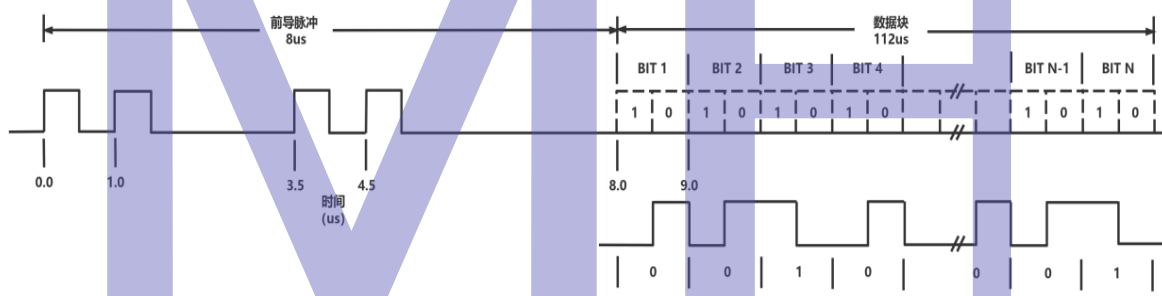 前导脉冲
8us
数据块
112us
BIT 1 BIT 2 BIT 3 BIT 4 BIT N-1 BIT N
1 0 1 0 1 0 1 0 1 0 1 0
0.0 1.0 3.5 4.5 8.0 9.0
时间
(us)
0 0 1 0 0 0 1